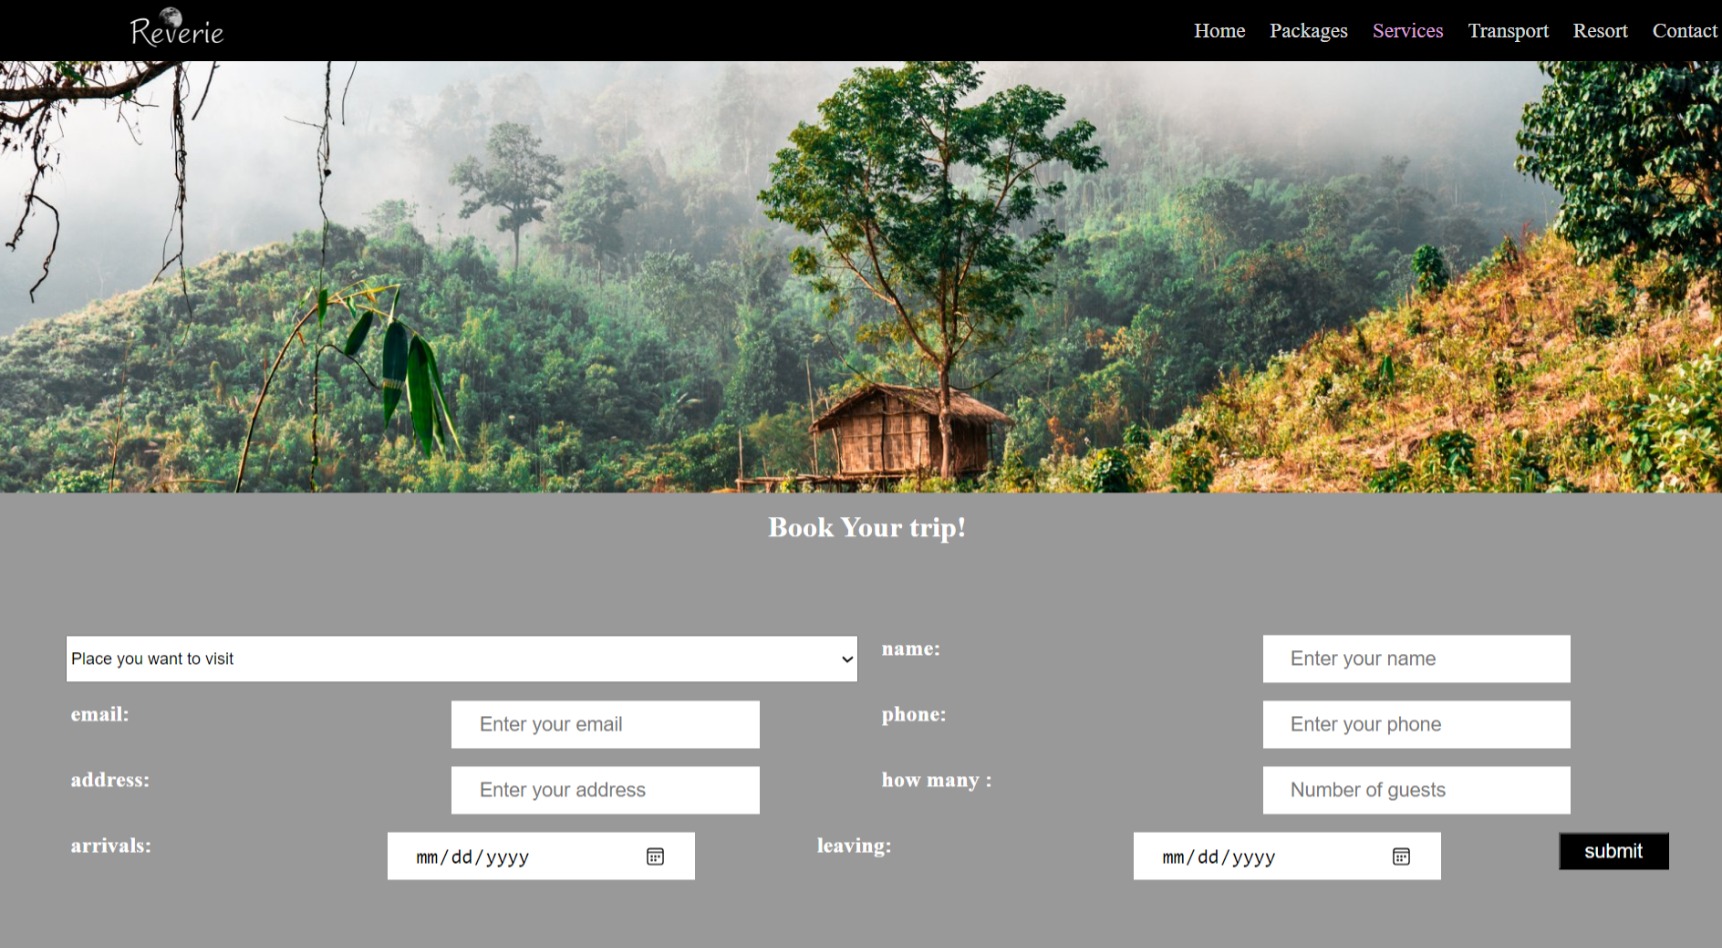 Reverie
Home Packages Services Transport Resort Contact
Book Your trip!
Place you want to visit name: Enter your name
email: Enter your email phone: Enter your phone
address: Enter your address how many : Number of guests
arrivals: mm/dd/yyyy leaving: mm/dd/yyyy submit